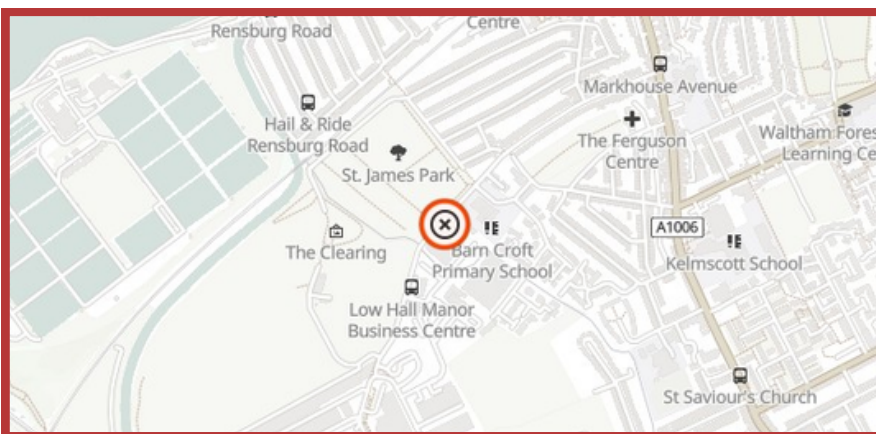 Rensburg Road
Centre
Markhouse Avenue
Hail & Ride
Rensburg Road
The Ferguson
Centre
Waltham Fores
Learning Ce
St. James Park
A1006
The Clearing
Barn Croft
Primary School
Kelmscott School
Low Hall Manor
Business Centre
St Saviour's Church